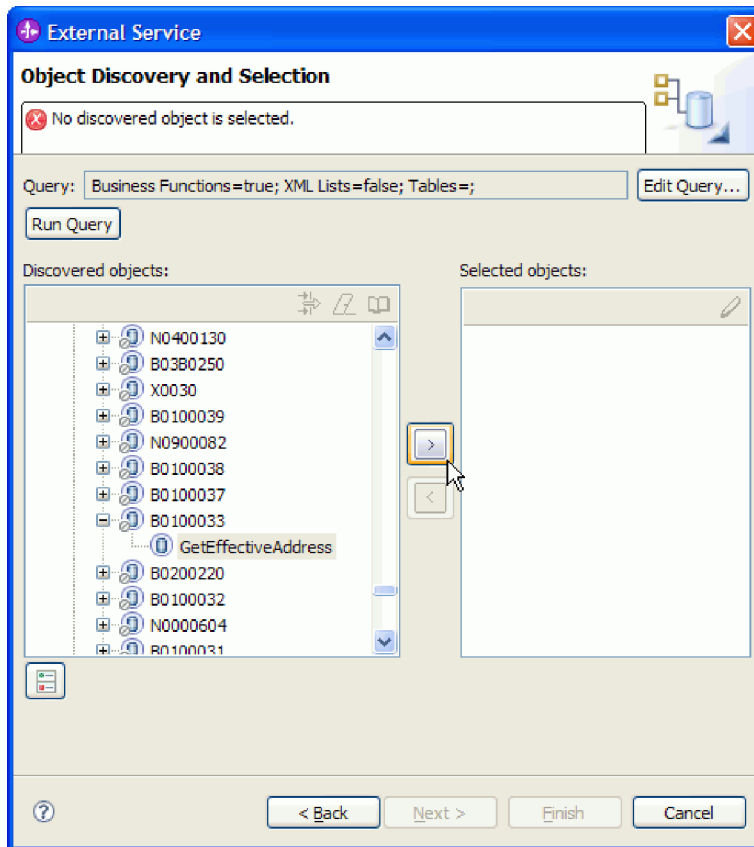 External Service
Object Discovery and Selection
No discovered object is selected.
Query: Business Functions=true; XML Lists=false; Tables=; Edit Query...
Run Query
Discovered objects: Selected objects:
N0400130
B03B0250
X0030
B0100039
N0900082
> 
B0100038
B0100037
<
B0100033
GetEffectiveAddress
B0200220
B0100032
N0000604
B0100031
? < Back Next > Finish Cancel